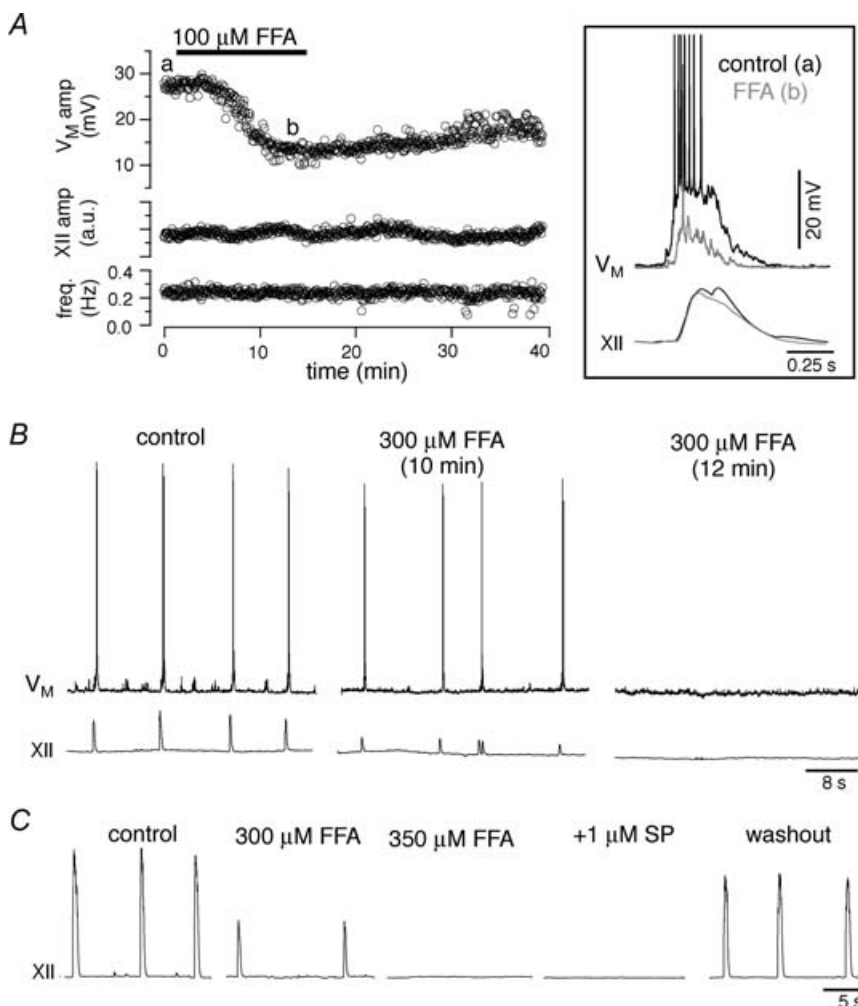 A
100 μM FFA
a
b
V_M amp
(mV)
30
20
10
XII amp
(a.u.)
freq.
(Hz)
0.4
0.2
0.0
0
10
20
30
40
time (min)
control (a)
FFA (b)
20 mV
V_M
XII
0.25 s
B
control
300 μM FFA
(10 min)
300 μM FFA
(12 min)
V_M
XII
8 s
C
control
300 μM FFA
350 μM FFA
+1 μM SP
washout
XII
5 s